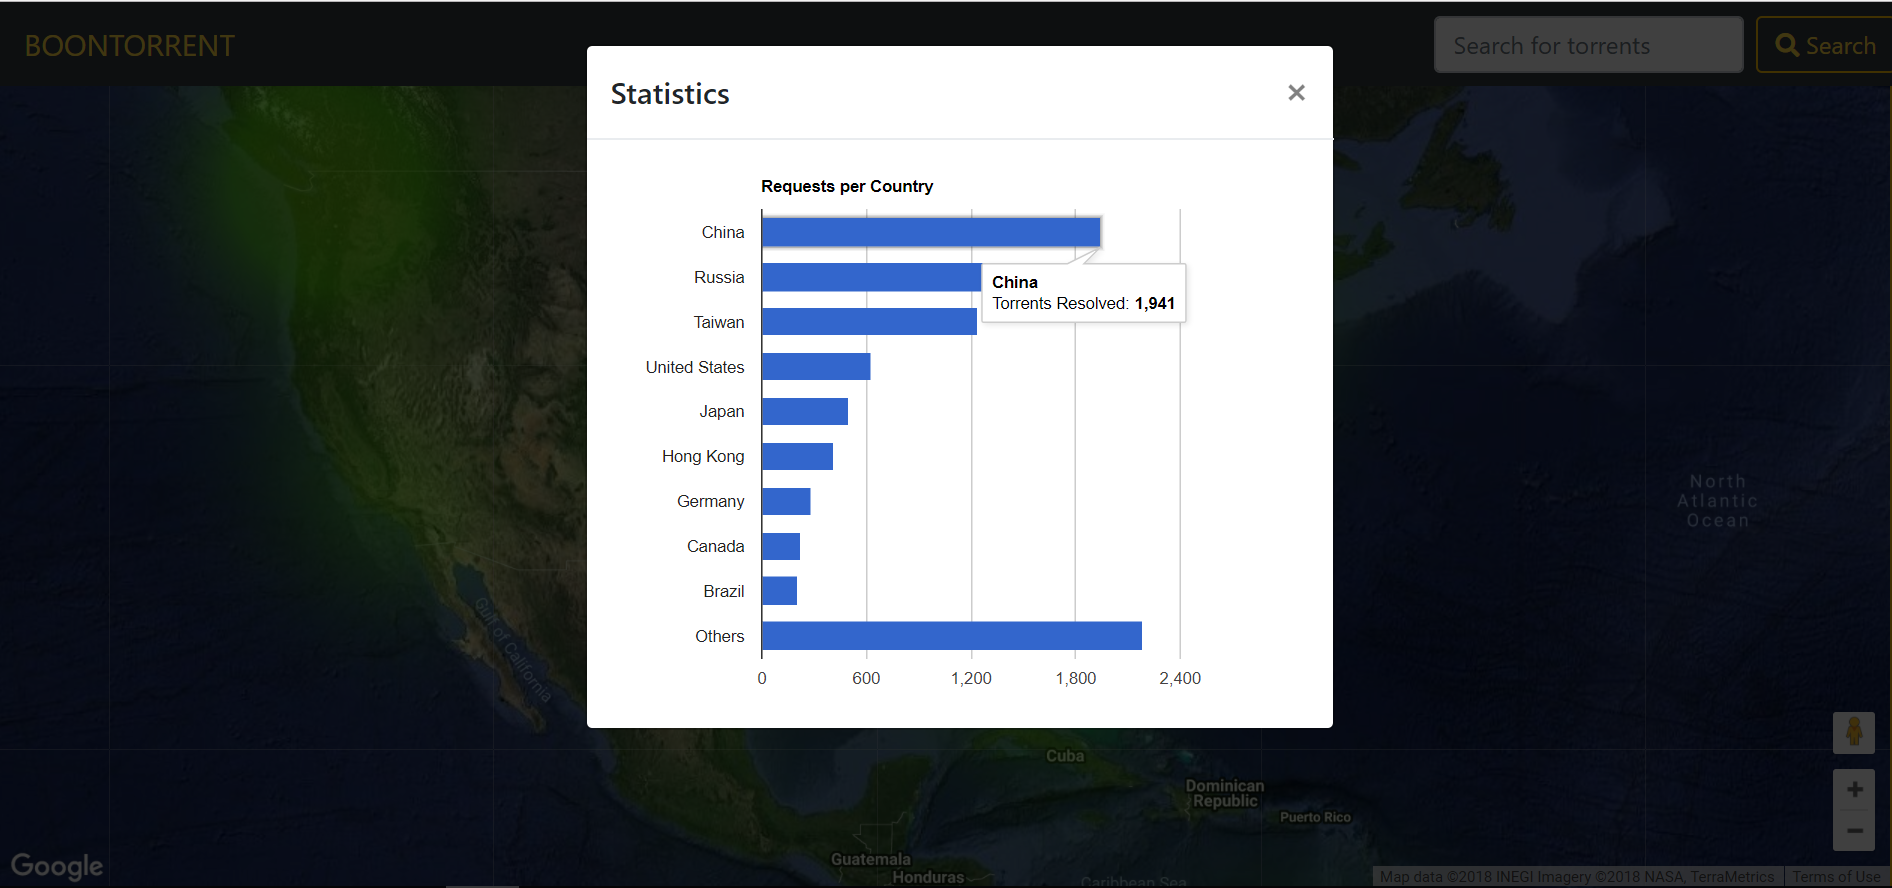 BOONTORRENT
Search for torrents
Search
Statistics
×
Requests per Country
China
Russia
Taiwan
United States
Japan
Hong Kong
Germany
Canada
Brazil
Others
0 600 1,200 1,800 2,400
China
Torrents Resolved: 1,941
Gulf of California
North
Atlantic
Ocean
Cuba
Dominican
Republic
Puerto Rico
Guatemala
Honduras
Caribbean Sea
+
−
Google
Map data ©2018 INEGI Imagery ©2018 NASA, TerraMetrics
Terms of Use